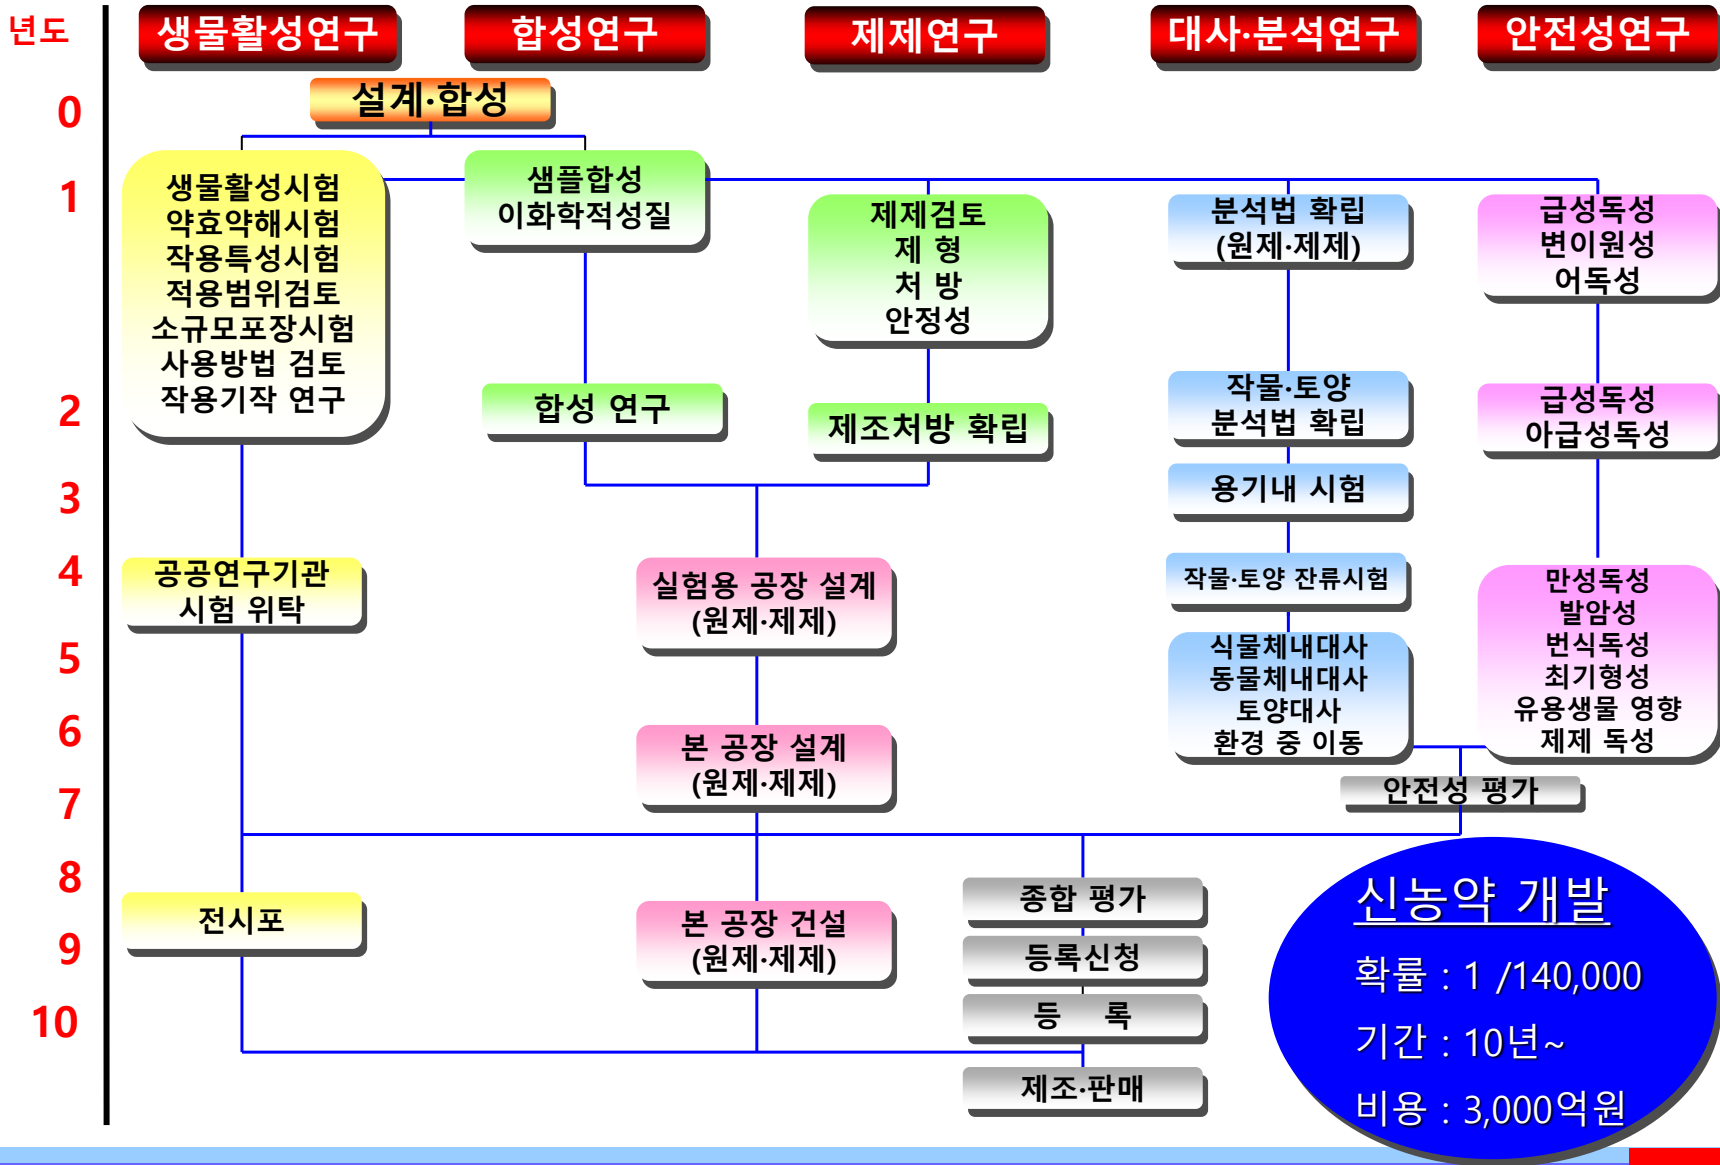 년도
생물활성연구
합성연구
제제연구
대사·분석연구
안전성연구
0
설계·합성
1
생물활성시험
약효약해시험
작용특성시험
적용범위검토
소규모포장시험
사용방법 검토
작용기작 연구
샘플합성
이화학적성질
제제검토
제 형
처 방
안정성
분석법 확립
(원제·제제)
급성독성
변이원성
어독성
2
합성 연구
제조처방 확립
작물·토양
분석법 확립
급성독성
아급성독성
3
용기내 시험
4
공공연구기관
시험 위탁
실험용 공장 설계
(원제·제제)
작물·토양 잔류시험
만성독성
발암성
번식독성
최기형성
유용생물 영향
제제 독성
5
식물체내대사
동물체내대사
토양대사
환경 중 이동
6
본 공장 설계
(원제·제제)
7
안전성 평가
8
전시포
본 공장 건설
(원제·제제)
종합 평가
9
등록신청
10
등 록
제조·판매
신농약 개발
확률 : 1 /140,000
기간 : 10년~
비용 : 3,000억원